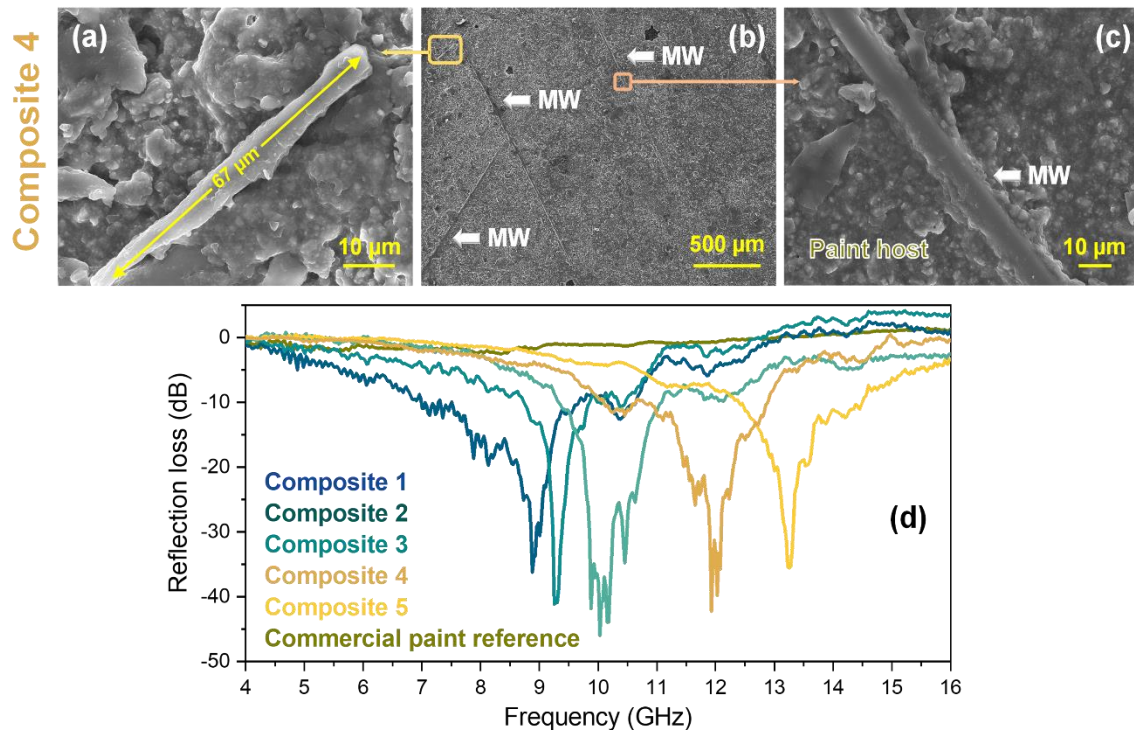 Composite 4
(a)
67 µm
10 µm
(b)
MW
MW
MW
500 µm
(c)
MW
Paint host
10 µm
0
-10
-20
-30
-40
-50
Reflection loss (dB)
Composite 1
Composite 2
Composite 3
Composite 4
Composite 5
Commercial paint reference
(d)
4 5 6 7 8 9 10 11 12 13 14 15 16
Frequency (GHz)